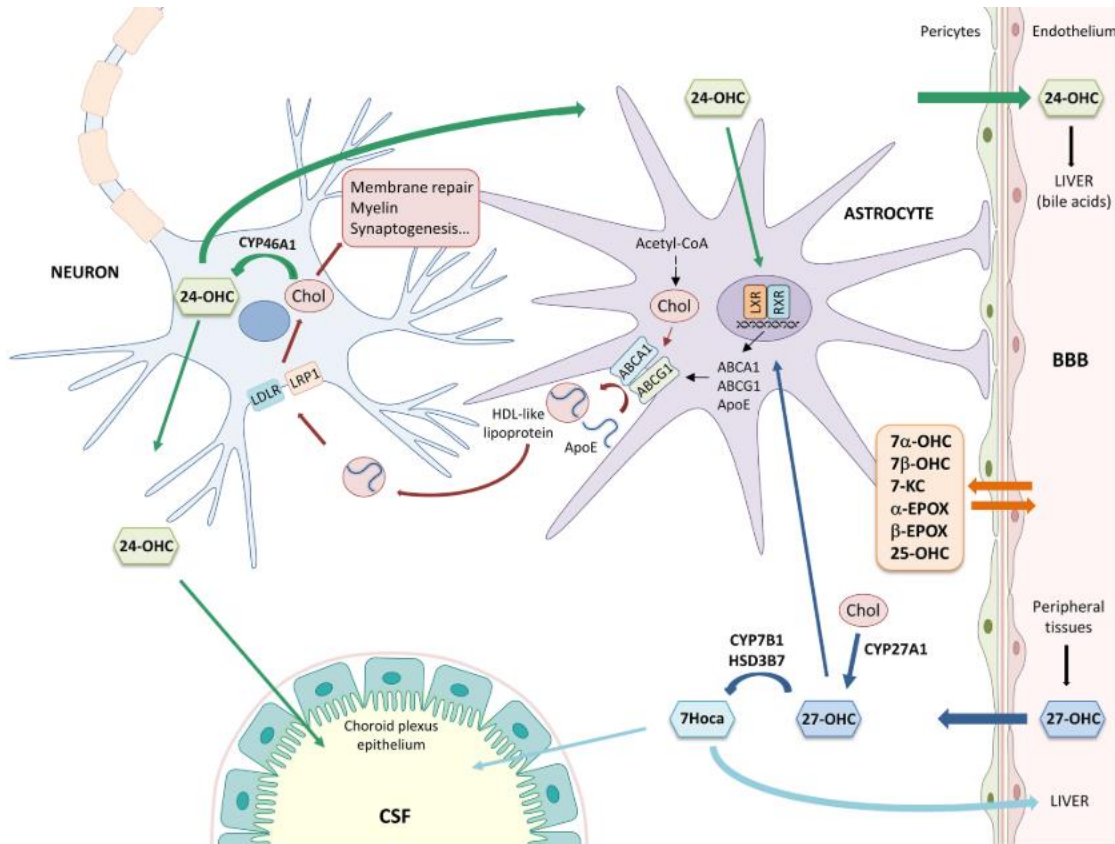 Pericytes
Endothelium
24-OHC
24-OHC
LIVER
(bile acids)
Membrane repair
Myelin
Synaptogenesis...
ASTROCYTE
CYP46A1
NEURON
24-OHC
Chol
Acetyl-CoA
Chol
LXR
RXR
LDLR
LRP1
ABCA1
ABCG1
ABCA1
ABCG1
ApoE
HDL-like
lipoprotein
ApoE
BBB
7α-OHC
7β-OHC
7-KC
α-EPOX
β-EPOX
25-OHC
24-OHC
Chol
CYP27A1
Peripheral
tissues
CYP7B1
HSD3B7
7Hoca
27-OHC
27-OHC
Choroid plexus
epithelium
CSF
LIVER